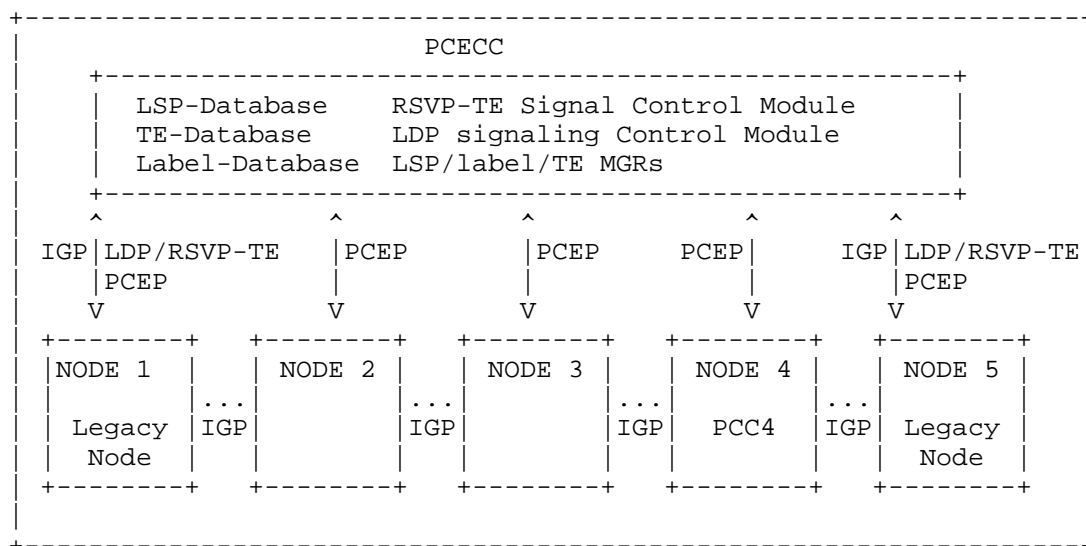 PCECC
LSP-Database RSVP-TE Signal Control Module
TE-Database LDP signaling Control Module
Label-Database LSP/label/TE MGRs
IGP LDP/RSVP-TE PCEP PCEP PCEP IGP LDP/RSVP-TE
PCEP PCEP
NODE 1 NODE 2 NODE 3 NODE 4 NODE 5
... ... ... ...
Legacy IGP IGP IGP PCC4 IGP Legacy
Node Node